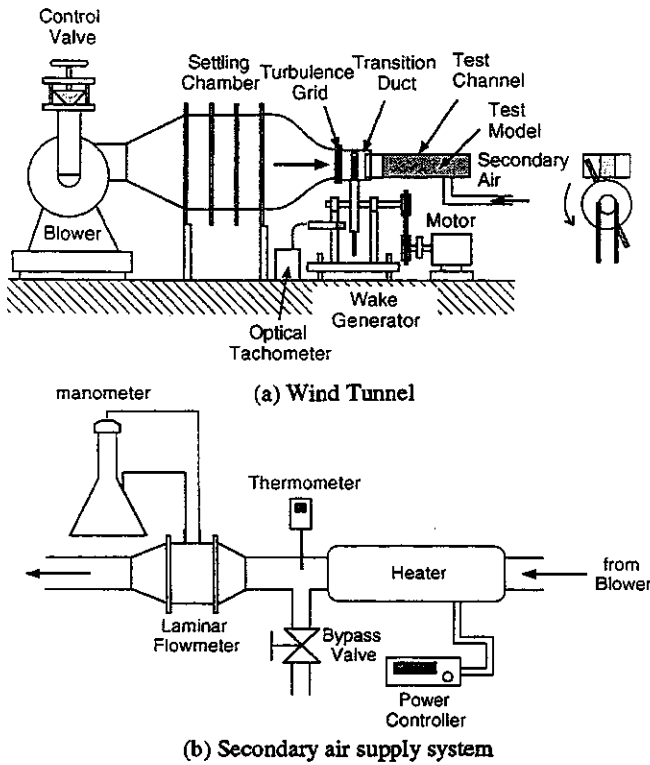 Control
Valve
Settling
Chamber
Turbulence
Grid
Transition
Duct
Test
Channel
Test
Model
Secondary
Air
Blower
Motor
Wake
Generator
Optical
Tachometer
(a) Wind Tunnel
manometer
Thermometer
Heater
from
Blower
Laminar
Flowmeter
Bypass
Valve
Power
Controller
(b) Secondary air supply system